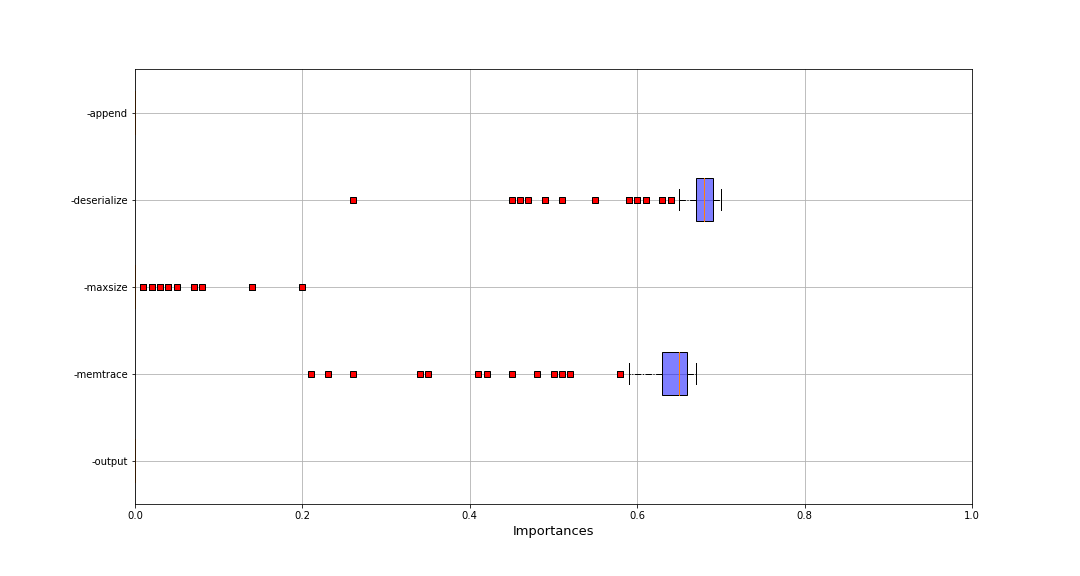 -append
-deserialize
-maxsize
-memtrace
-output
0.0 0.2 0.4 0.6 0.8 1.0
Importances